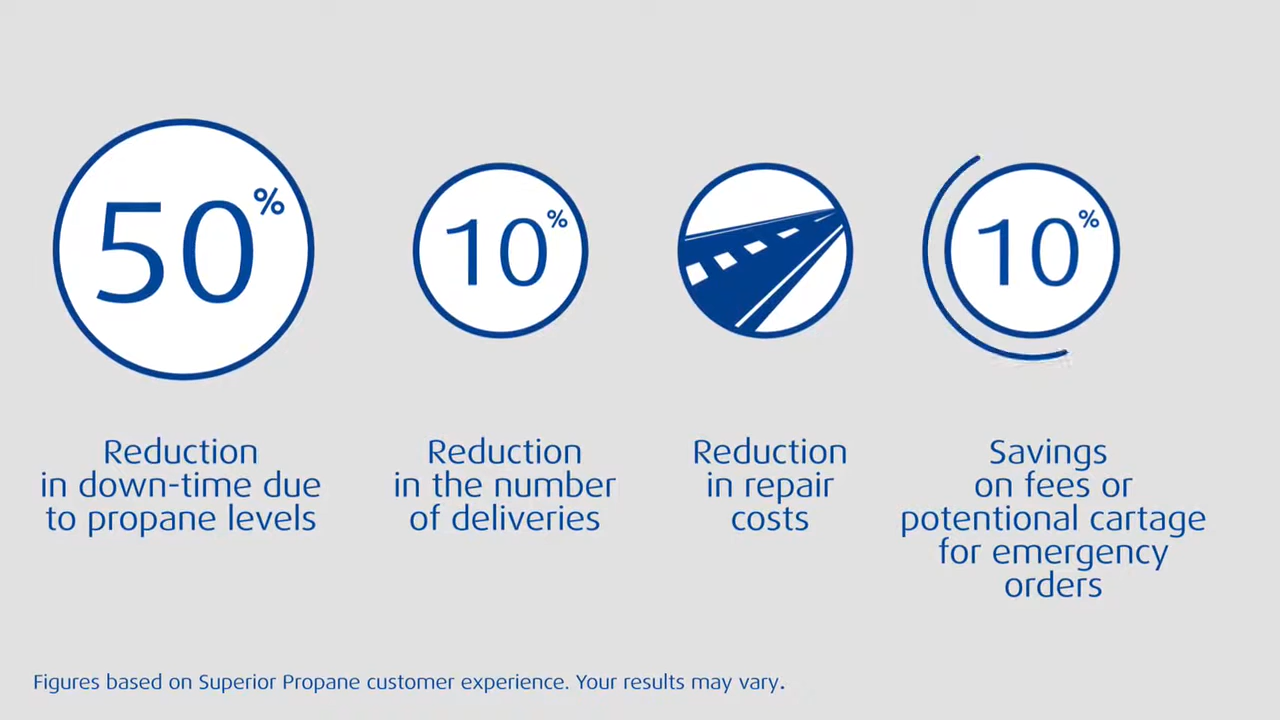 50%
Reduction
in down-time due
to propane levels
10%
Reduction
in the number
of deliveries
Reduction
in repair
costs
10%
Savings
on fees or
potentional cartage
for emergency
orders
Figures based on Superior Propane customer experience. Your results may vary.